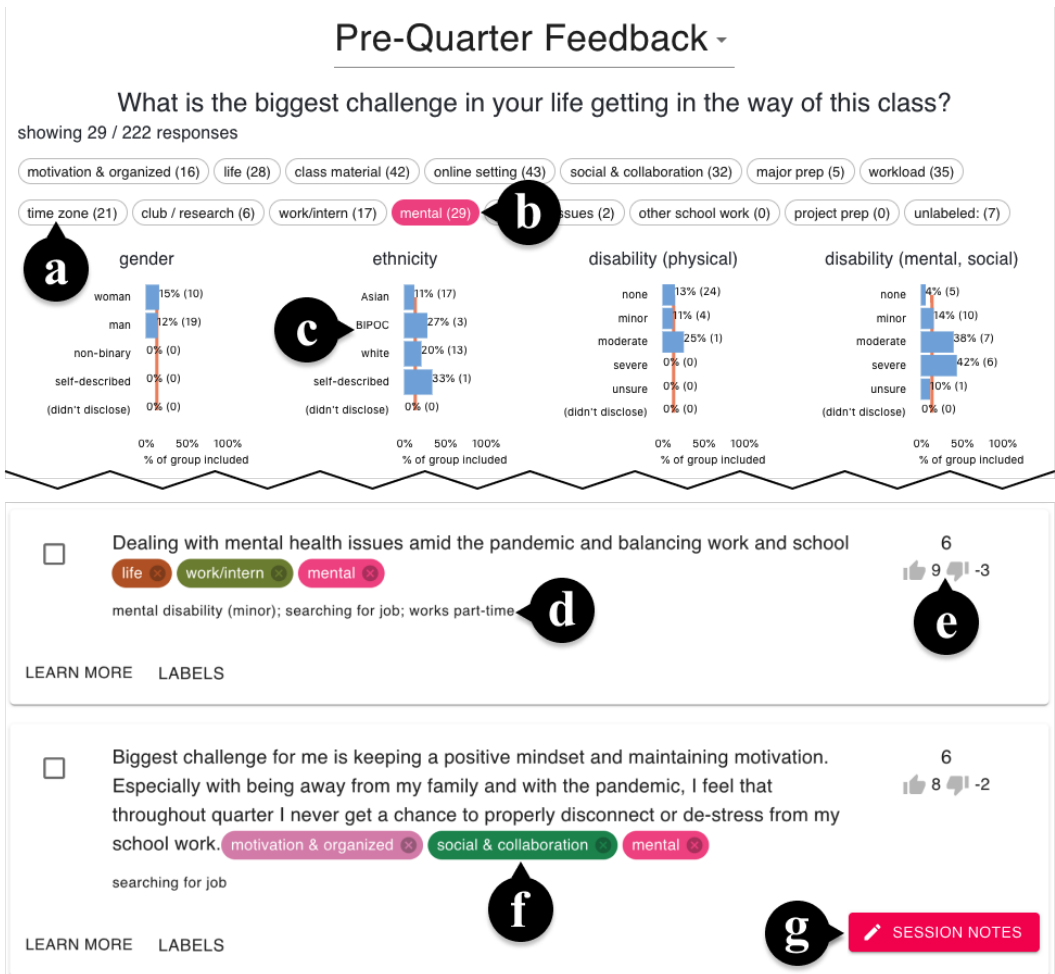 Pre-Quarter Feedback
What is the biggest challenge in your life getting in the way of this class?
showing 29 / 222 responses
motivation & organized (16) life (28) class material (42) online setting (43) social & collaboration (32) major prep (5) workload (35)
time zone (21) club / research (6) work/intern (17) mental (29) b ssues (2) other school work (0) project prep (0) unlabeled: (7)
a
gender
woman 15% (10)
man 12% (19)
non-binary 0% (0)
self-described 0% (0)
(didn't disclose) 0% (0)
0% 50% 100%
% of group included
ethnicity
Asian 11% (17)
c BIPOC 27% (3)
white 20% (13)
self-described 33% (1)
(didn't disclose) 0% (0)
0% 50% 100%
% of group included
disability (physical)
none 13% (24)
minor 11% (4)
moderate 25% (1)
severe 0% (0)
unsure 0% (0)
(didn't disclose) 0% (0)
0% 50% 100%
% of group included
disability (mental, social)
none 4% (5)
minor 14% (10)
moderate 38% (7)
severe 42% (6)
unsure 10% (1)
(didn't disclose) 0% (0)
0% 50% 100%
% of group included
Dealing with mental health issues amid the pandemic and balancing work and school
life work/intern mental
mental disability (minor); searching for job; works part-time d
6
9 -3
e
LEARN MORE LABELS
Biggest challenge for me is keeping a positive mindset and maintaining motivation.
Especially with being away from my family and with the pandemic, I feel that
throughout quarter I never get a chance to properly disconnect or de-stress from my
school work. motivation & organized social & collaboration mental
6
8 -2
searching for job
f
g SESSION NOTES
LEARN MORE LABELS